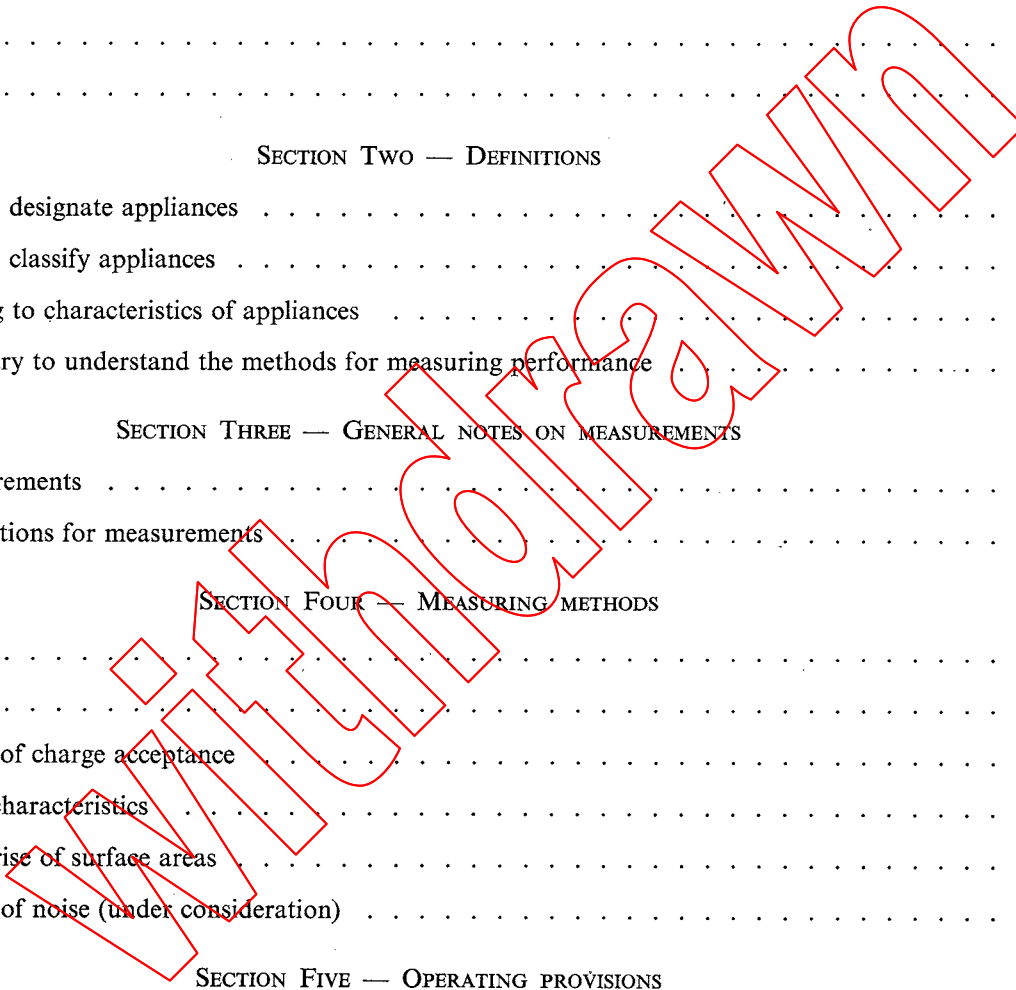 . . . . . . . . . . . . . . . . . . . . . . . . . . . . . .
. . . . . . . . . . . . . . . . . . . . . . . . . . . . . .
SECTION TWO — DEFINITIONS
designate appliances . . . . . . . . . . . . . . . . . . . . . .
classify appliances . . . . . . . . . . . . . . . . . . . . . . .
to characteristics of appliances . . . . . . . . . . . . . . . . . .
to understand the methods for measuring performance . . . . . . . . . .
SECTION THREE — GENERAL NOTES ON MEASUREMENTS
rements . . . . . . . . . . . . . . . . . . . . . . . . . . .
tions for measurements . . . . . . . . . . . . . . . . . . . . .
SECTION FOUR — MEASURING METHODS
. . . . . . . . . . . . . . . . . . . . . . . . . . . . . .
. . . . . . . . . . . . . . . . . . . . . . . . . . . . . .
of charge acceptance . . . . . . . . . . . . . . . . . . . . . .
characteristics . . . . . . . . . . . . . . . . . . . . . . . . .
rise of surface areas . . . . . . . . . . . . . . . . . . . . . . .
of noise (under consideration) . . . . . . . . . . . . . . . . . .
SECTION FIVE — OPERATING PROVISIONS
withdrawn